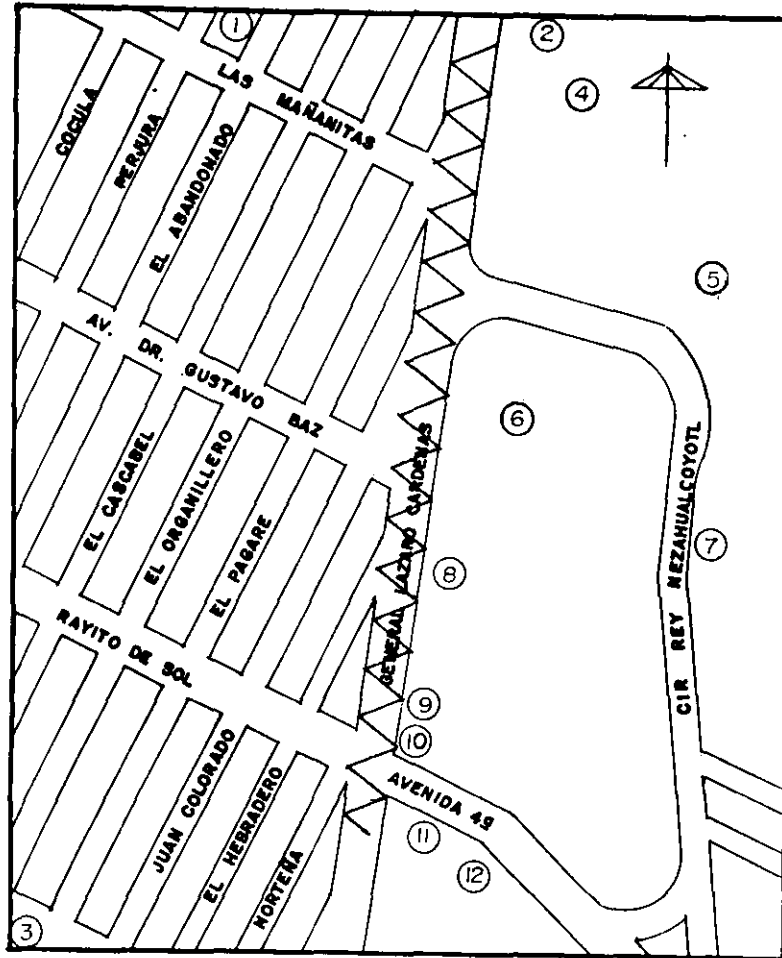 1
2
4
LAS MAÑANITAS
COCULA
PERJURA
EL ABANDONADO
5
AV. DR. GUSTAVO BAZ
6
EL CASCABEL
EL ORGANILLERO
EL PAGARE
GENERAL LAZARO CARDENAS
CIR REY NEZAHUALCOYOTL
7
8
RAYITO DE SOL
9
10
JUAN COLORADO
EL HEBRADERO
NORTEÑA
AVENIDA 49
11
12
3